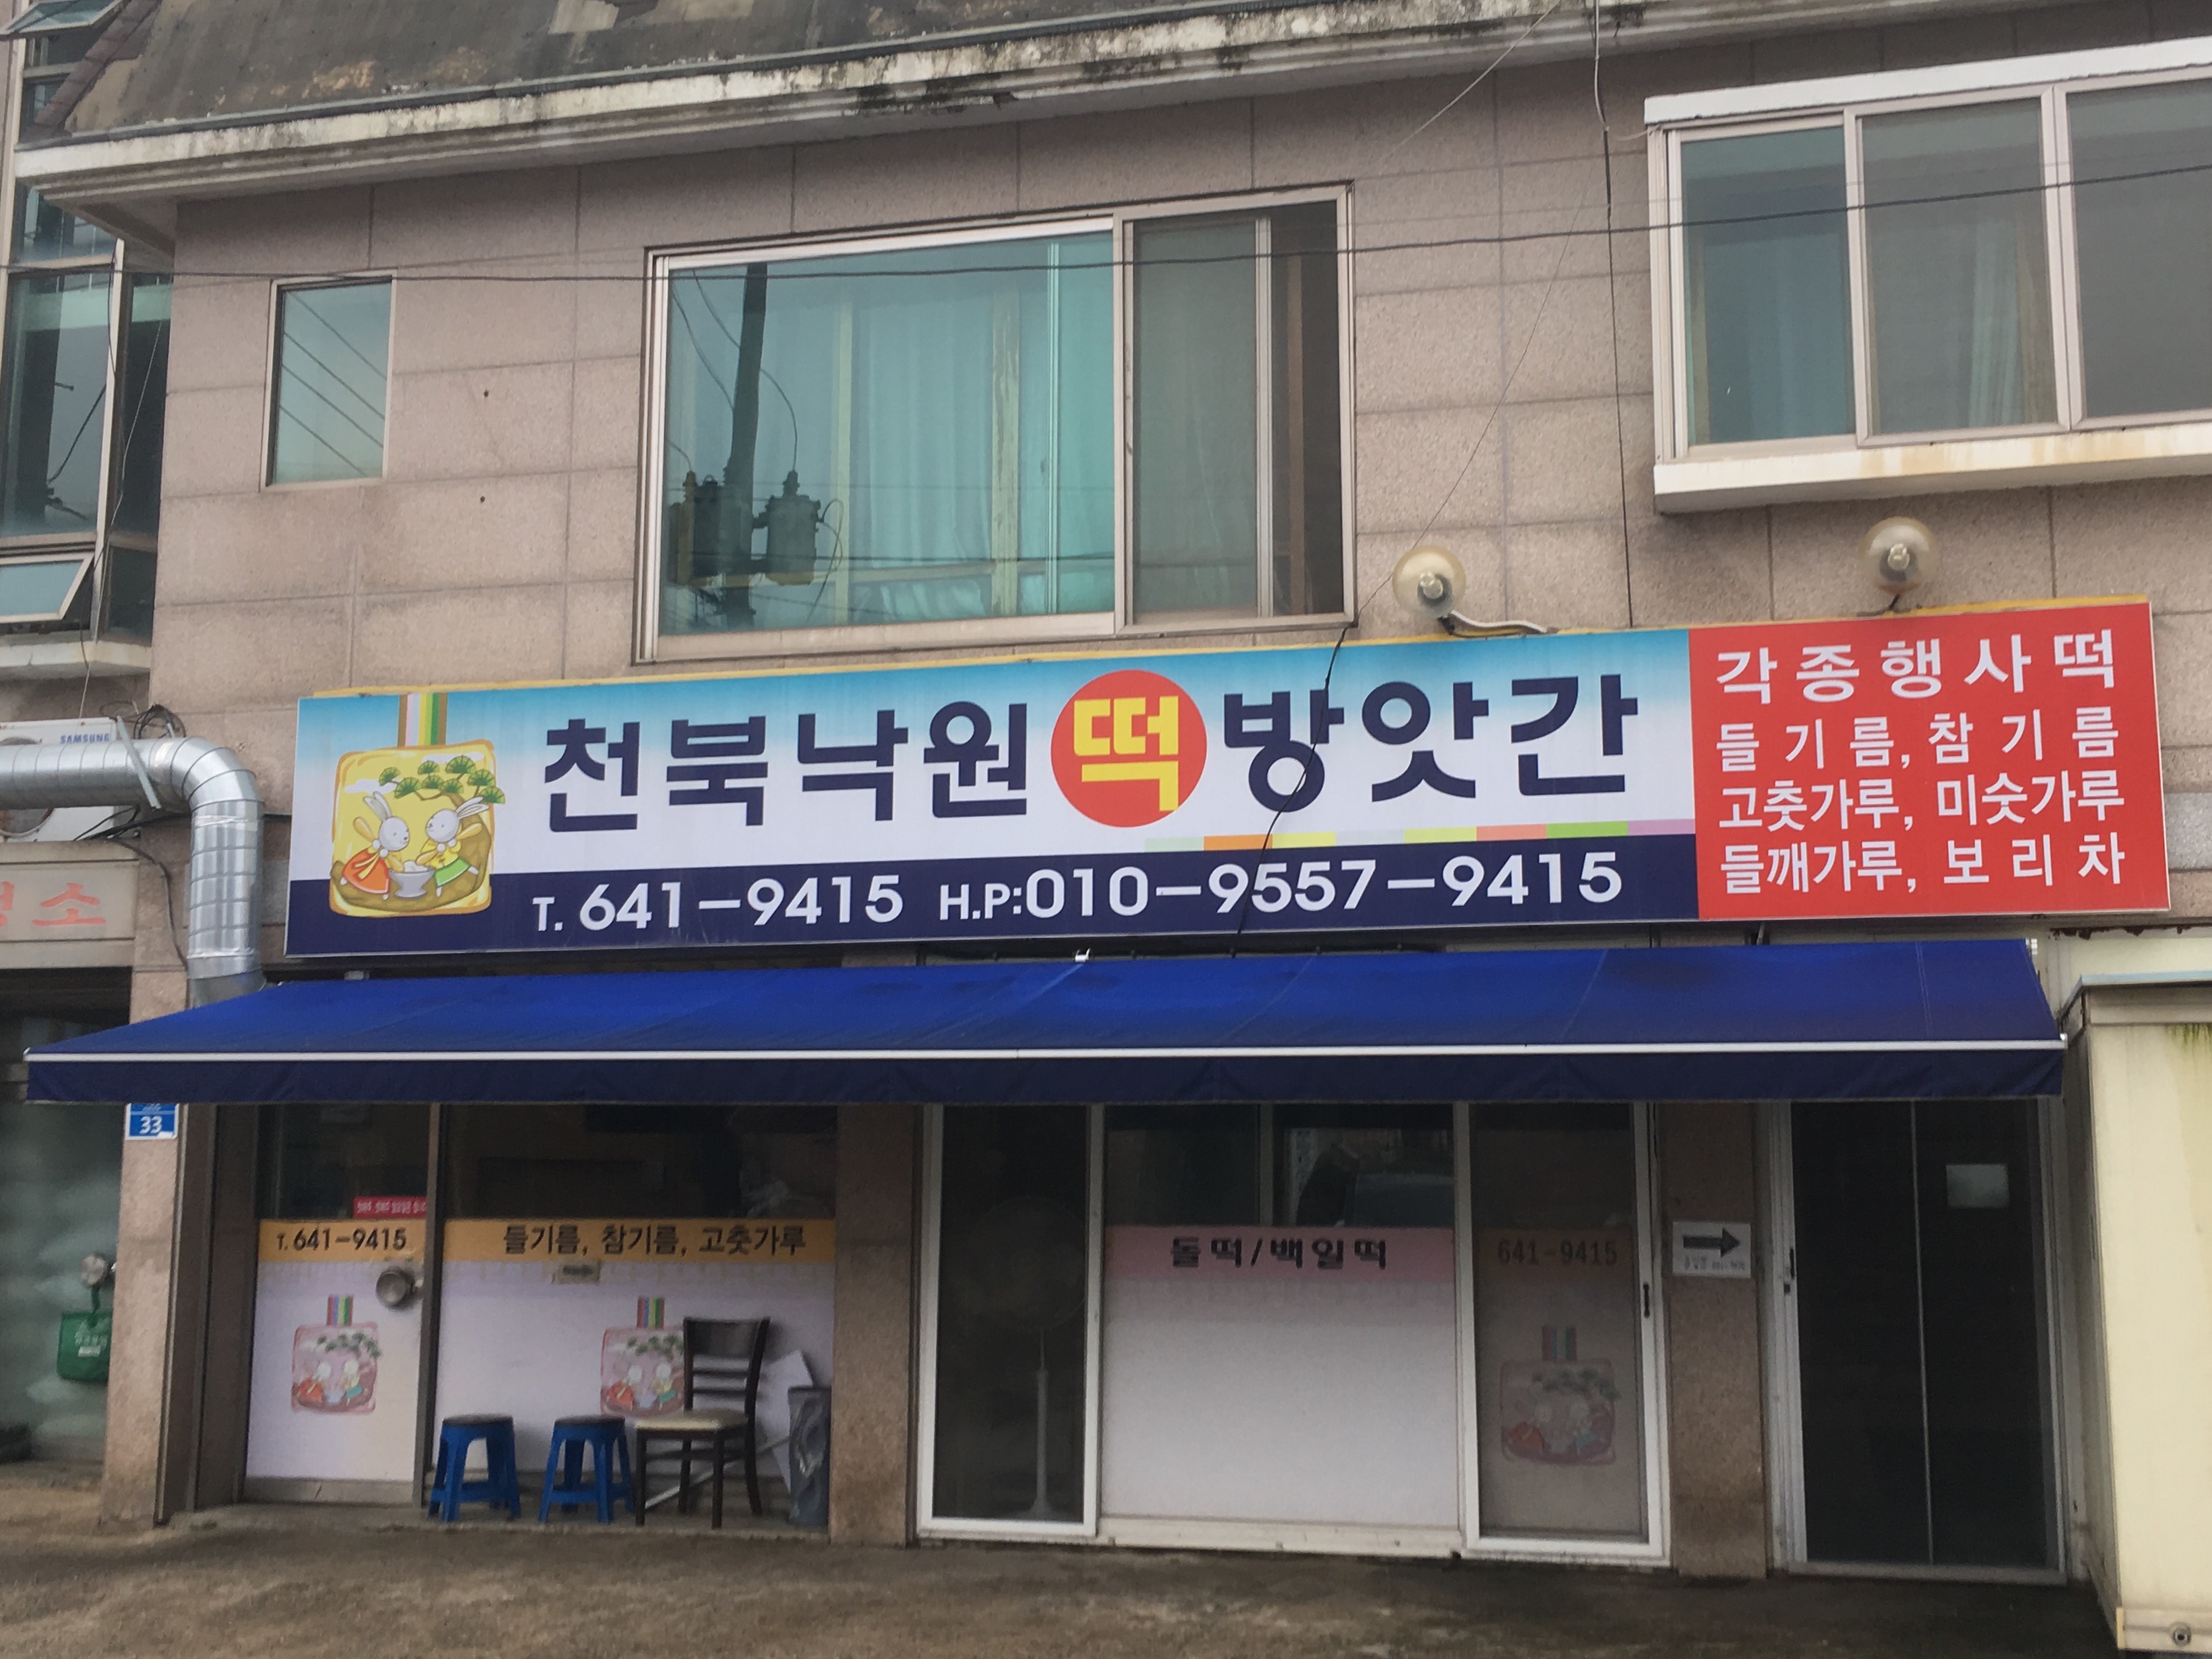 SAMSUNG
천북낙원떡방앗간
T. 641-9415 H.P:010-9557-9415
각종행사떡
들기름, 참기름
고춧가루, 미숫가루
들깨가루, 보리차
소
33
T. 641-9415
들기름, 참기름, 고춧가루
돌떡/백일떡
641-9415